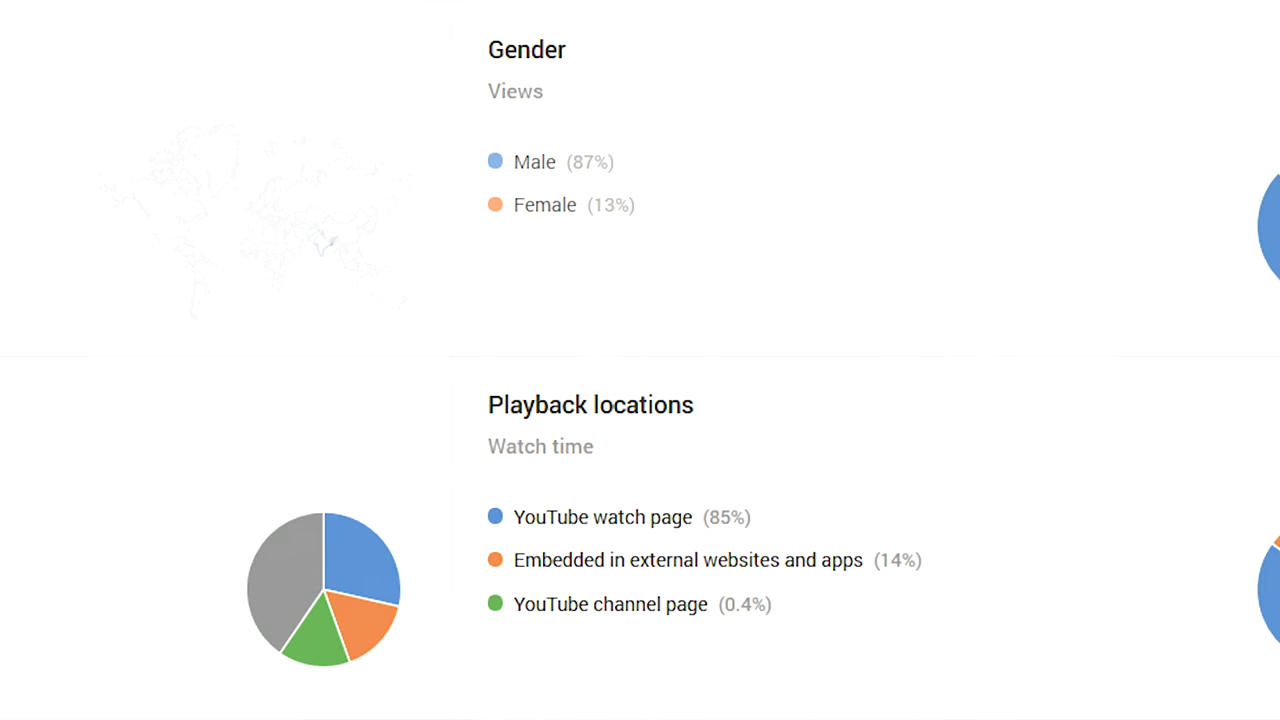 Gender
Views
Male (87%)
Female (13%)
Playback locations
Watch time
YouTube watch page (85%)
Embedded in external websites and apps (14%)
YouTube channel page (0.4%)